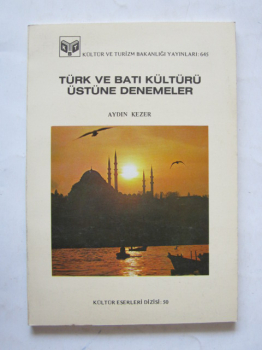 KÜLTÜR VE TURİZM BAKANLIĞI YAYINLARI: 605
TÜRK VE BATI KÜLTÜRÜ
ÜSTÜNE DENEMELER
AYDIN KEZER
KÜLTÜR ESERLERİ DİZİSİ: 50